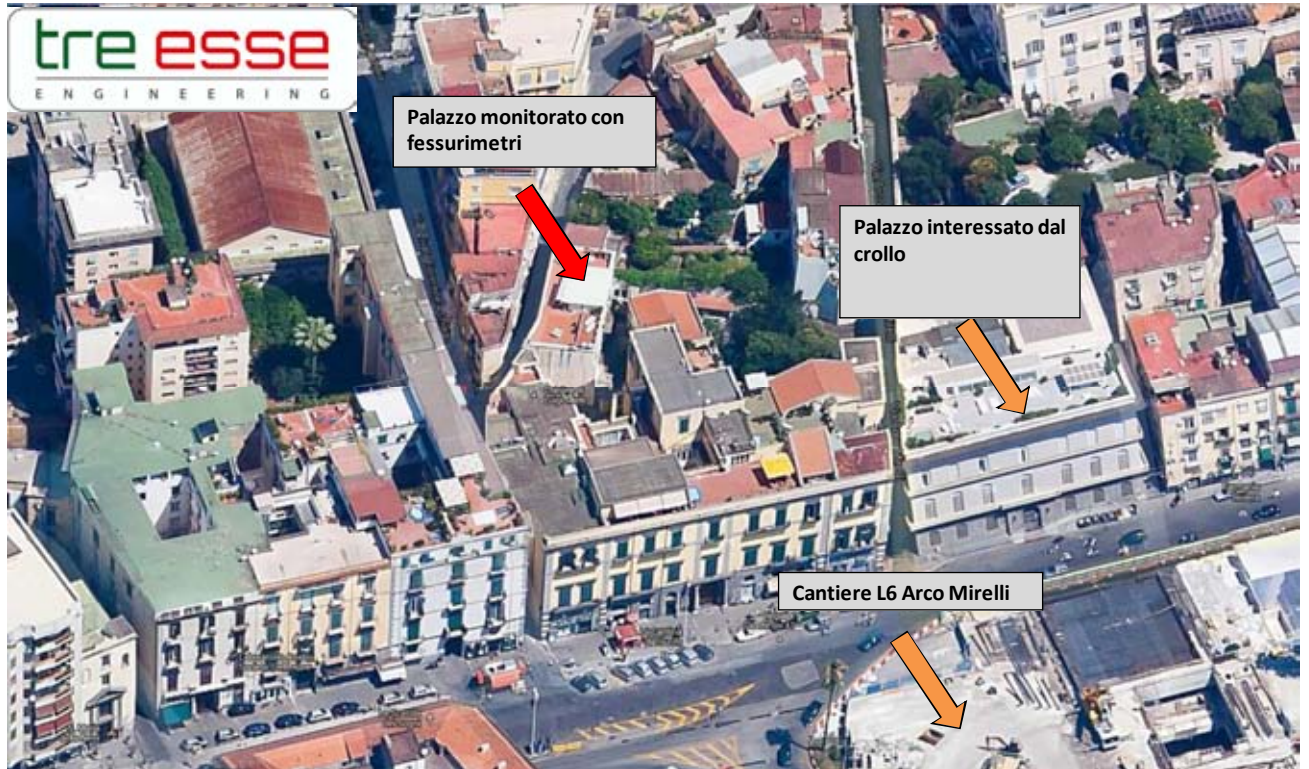 tre esse
ENGINEERING
Palazzo monitorato con
fessurimetri
Palazzo interessato dal
crollo
Cantiere L6 Arco Mirelli